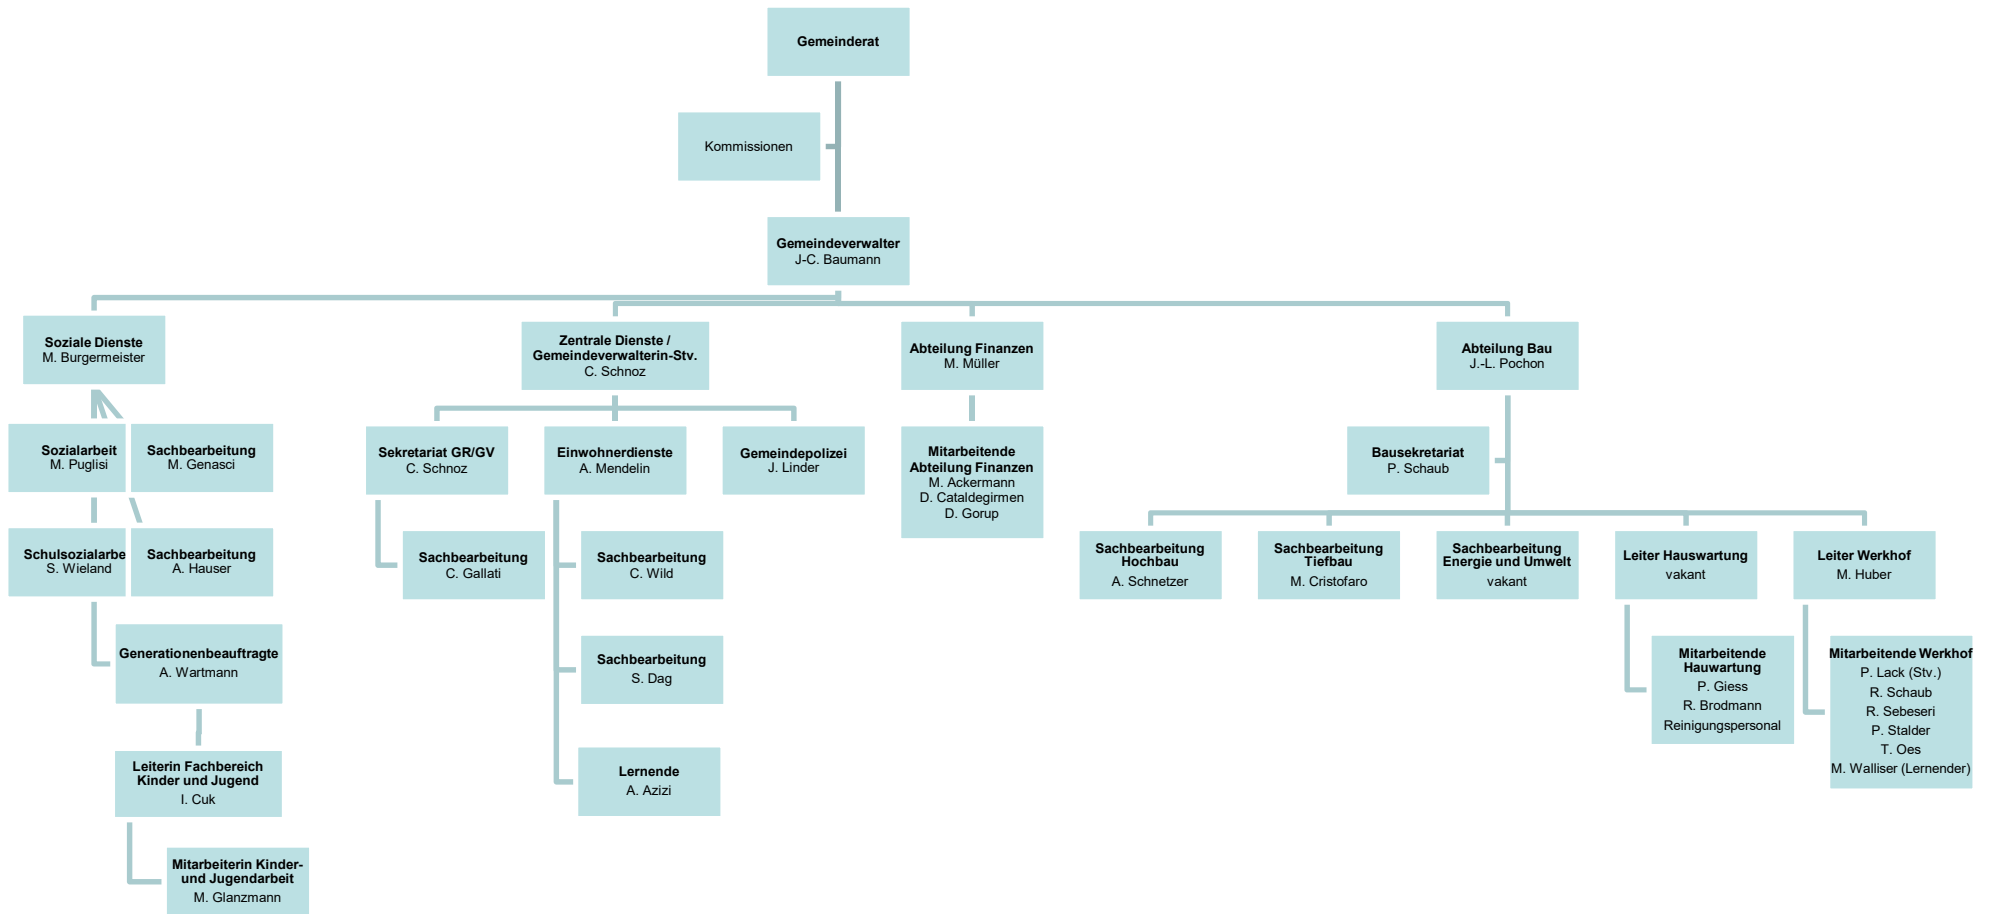 Gemeinderat
Kommissionen
Gemeindeverwalter
J-C. Baumann
Soziale Dienste
M. Burgermeister
Zentrale Dienste /
Gemeindeverwalterin-Stv.
C. Schnoz
Abteilung Finanzen
M. Müller
Abteilung Bau
J.-L. Pochon
Sozialarbeit
M. Puglisi
Sachbearbeitung
M. Genasci
Sekretariat GR/GV
C. Schnoz
Einwohnerdienste
A. Mendelin
Gemeindepolizei
J. Linder
Mitarbeitende
Abteilung Finanzen
M. Ackermann
D. Cataldegirmen
D. Gorup
Bausekretariat
P. Schaub
Schulsozialarbe
S. Wieland
Sachbearbeitung
A. Hauser
Sachbearbeitung
C. Gallati
Sachbearbeitung
C. Wild
Sachbearbeitung
Hochbau
A. Schnetzer
Sachbearbeitung
Tiefbau
M. Cristofaro
Sachbearbeitung
Energie und Umwelt
vakant
Leiter Hauswartung
vakant
Leiter Werkhof
M. Huber
Generationenbeauftragte
A. Wartmann
Sachbearbeitung
S. Dag
Mitarbeitende
Hauwartung
P. Giess
R. Brodmann
Reinigungspersonal
Mitarbeitende Werkhof
P. Lack (Stv.)
R. Schaub
R. Sebeseri
P. Stalder
T. Oes
M. Walliser (Lernender)
Leiterin Fachbereich
Kinder und Jugend
I. Cuk
Lernende
A. Azizi
Mitarbeiterin Kinder-
und Jugendarbeit
M. Glanzmann